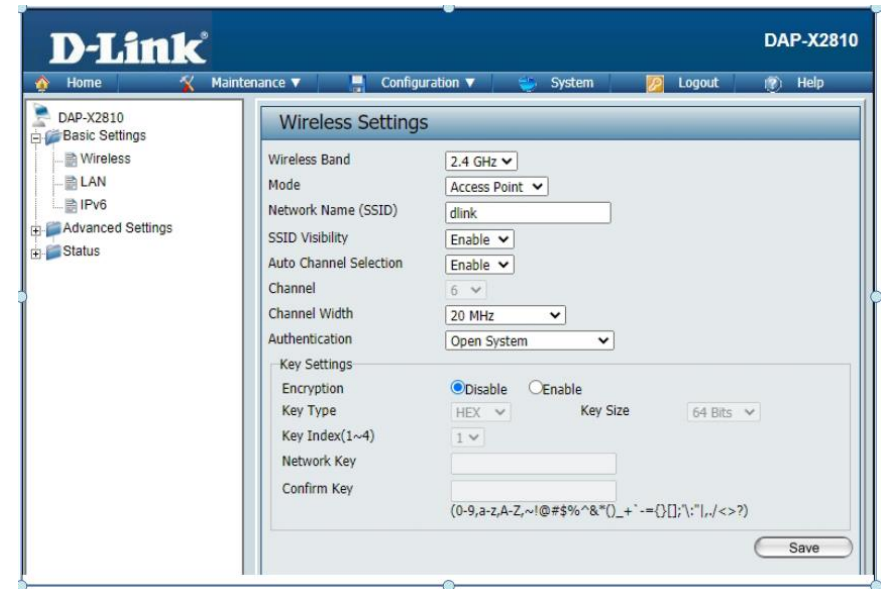 D-Link®
DAP-X2810
Home Maintenance ▼ Configuration ▼ System Logout Help
DAP-X2810
Basic Settings
Wireless
LAN
IPv6
Advanced Settings
Status
Wireless Settings
Wireless Band 2.4 GHz
Mode Access Point
Network Name (SSID) dlink
SSID Visibility Enable
Auto Channel Selection Enable
Channel 6
Channel Width 20 MHz
Authentication Open System
Key Settings
Encryption Disable Enable
Key Type HEX Key Size 64 Bits
Key Index(1~4) 1
Network Key
Confirm Key
(0-9,a-z,A-Z,~!@#$%^&*()_+`-={}[];'\:"|,./<>?)
Save